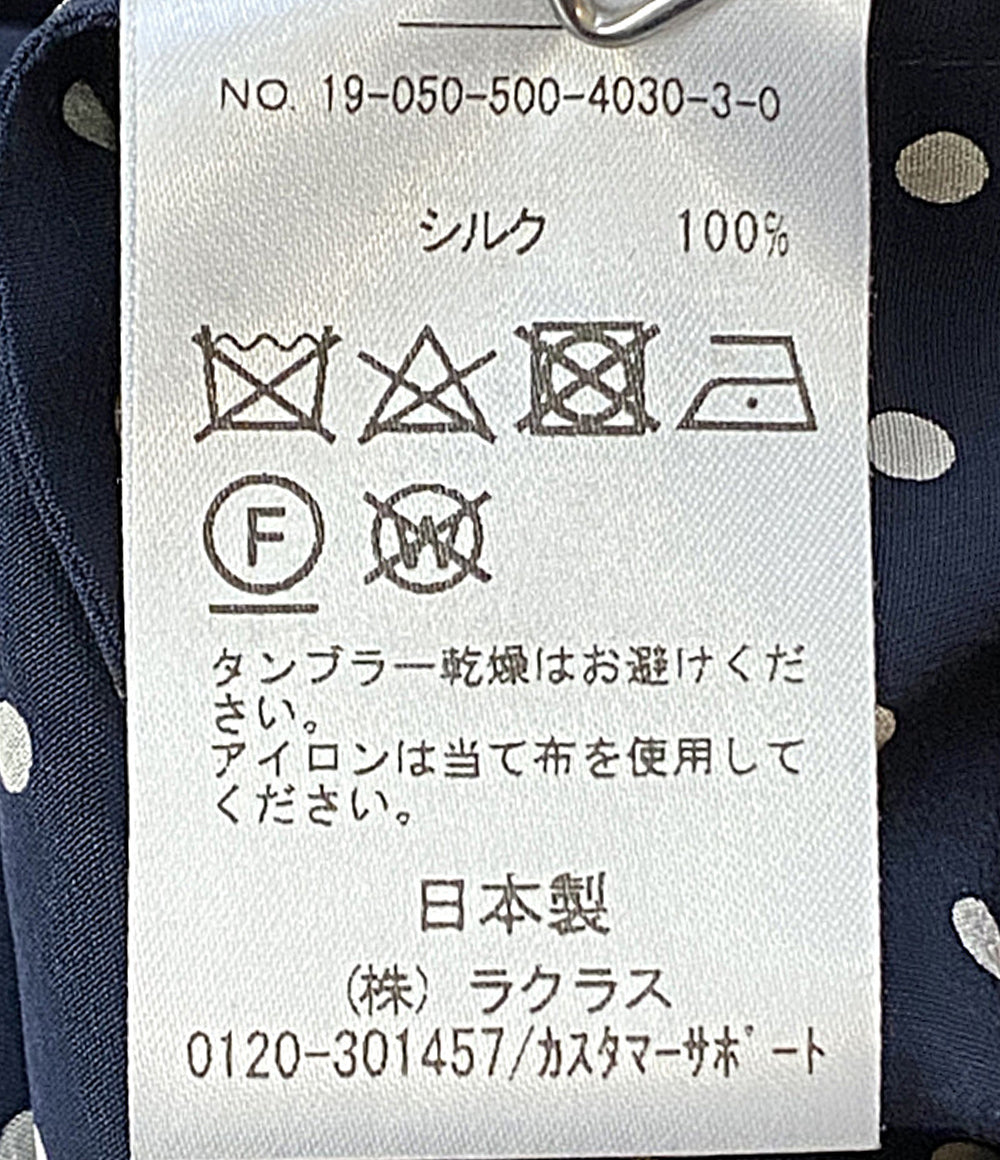 NO. 19-050-500-4030-3-0
シルク 100%
F W
タンブラー乾燥はお避けくだ
さい。
アイロンは当て布を使用して
ください。
日本製
(株) ラクラス
0120-301457/ｶｽﾀﾏｰｻﾎﾟｰﾄ